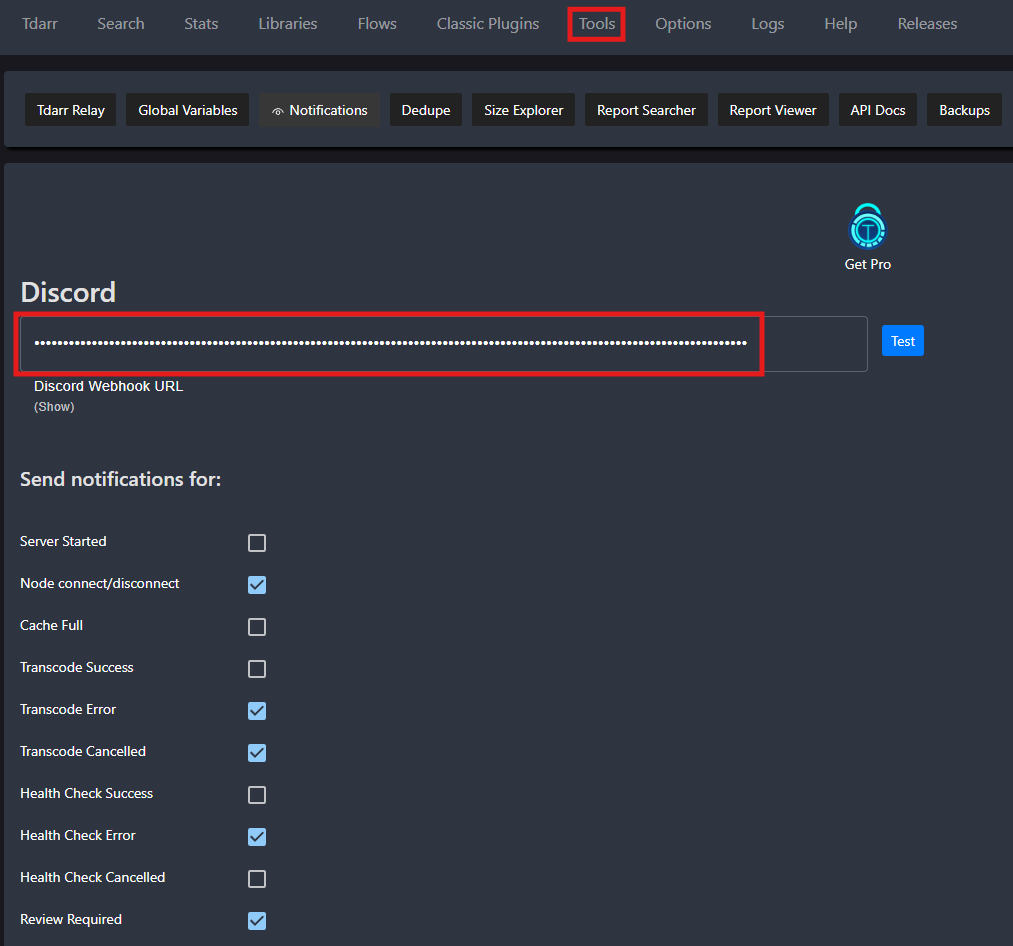 Tdarr Search Stats Libraries Flows Classic Plugins Tools Options Logs Help Releases
Tdarr Relay Global Variables Notifications Dedupe Size Explorer Report Searcher Report Viewer API Docs Backups
Get Pro
Discord
••••••••••••••••••••••••••••••••••••••••••••••••••••••••••••••••••••••••••••••••••••••••••••••••••••••••••••••••••••••••• Test
Discord Webhook URL
(Show)
Send notifications for:
Server Started
Node connect/disconnect
Cache Full
Transcode Success
Transcode Error
Transcode Cancelled
Health Check Success
Health Check Error
Health Check Cancelled
Review Required